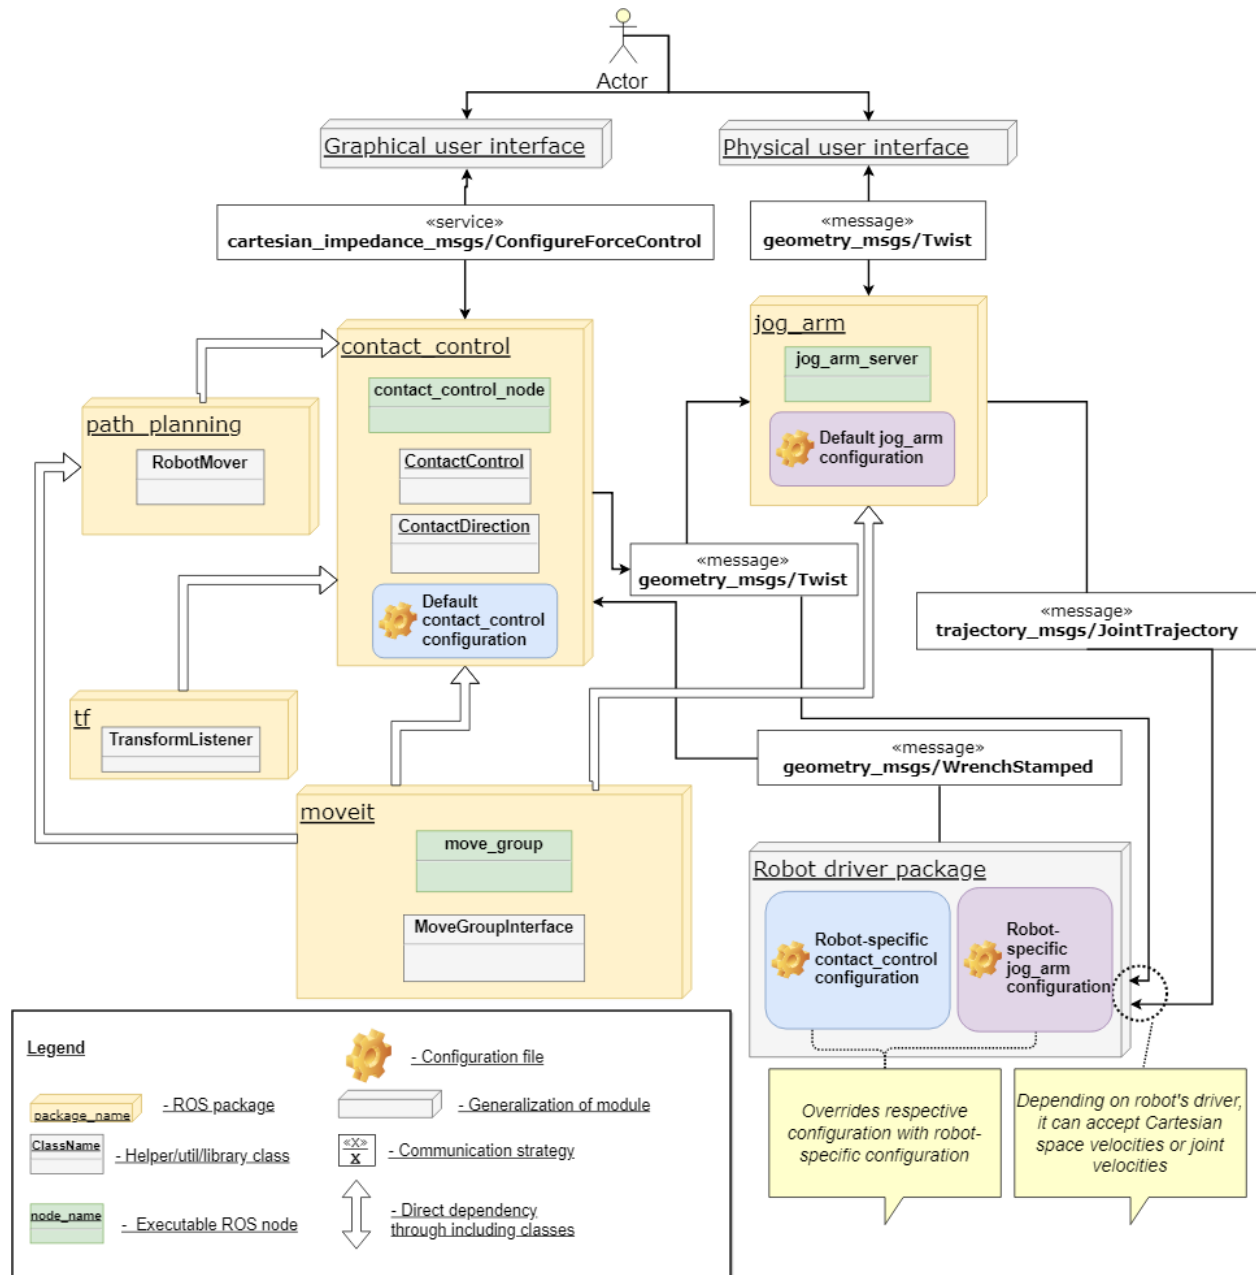 Actor
Graphical user interface
Physical user interface
«service»
cartesian_impedance_msgs/ConfigureForceControl
«message»
geometry_msgs/Twist
contact_control
contact_control_node
ContactControl
ContactDirection
Default
contact_control
configuration
jog_arm
jog_arm_server
Default jog_arm
configuration
path_planning
RobotMover
«message»
geometry_msgs/Twist
«message»
trajectory_msgs/JointTrajectory
tf
TransformListener
«message»
geometry_msgs/WrenchStamped
moveit
move_group
MoveGroupInterface
Robot driver package
Robot-specific
contact_control
configuration
Robot-
specific
jog_arm
configuration
Overrides respective
configuration with robot-
specific configuration
Depending on robot's driver,
it can accept Cartesian
space velocities or joint
velocities
Legend
package_name
- ROS package
ClassName
- Helper/util/library class
node_name
- Executable ROS node
- Configuration file
- Generalization of module
«X»
X
- Communication strategy
- Direct dependency
through including classes